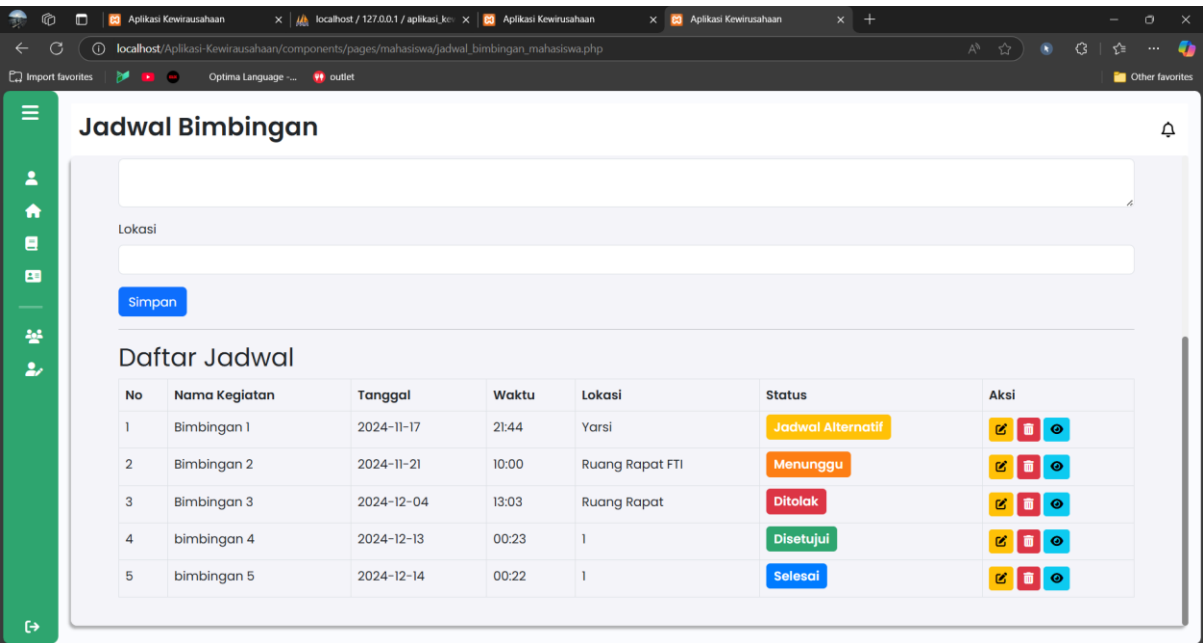 Aplikasi Kewirausahaan
localhost / 127.0.0.1 / aplikasi_kew
Aplikasi Kewirusahaan
Aplikasi Kewirusahaan
localhost/Aplikasi-Kewirausahaan/components/pages/mahasiswa/jadwal_bimbingan_mahasiswa.php
Import favorites
Optima Language -...
outlet
Other favorites
Jadwal Bimbingan
Lokasi
Simpan
Daftar Jadwal
No Nama Kegiatan Tanggal Waktu Lokasi Status Aksi
1 Bimbingan 1 2024-11-17 21:44 Yarsi Jadwal Alternatif
2 Bimbingan 2 2024-11-21 10:00 Ruang Rapat FTI Menunggu
3 Bimbingan 3 2024-12-04 13:03 Ruang Rapat Ditolak
4 bimbingan 4 2024-12-13 00:23 1 Disetujui
5 bimbingan 5 2024-12-14 00:22 1 Selesai